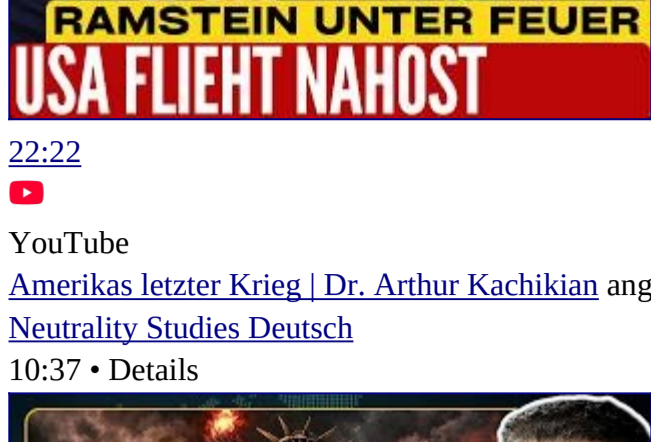 RAMSTEIN UNTER FEUER
USA FLIEHT NAHOST
22:22
YouTube
Amerikas letzter Krieg | Dr. Arthur Kachikian ang
Neutrality Studies Deutsch
10:37 • Details